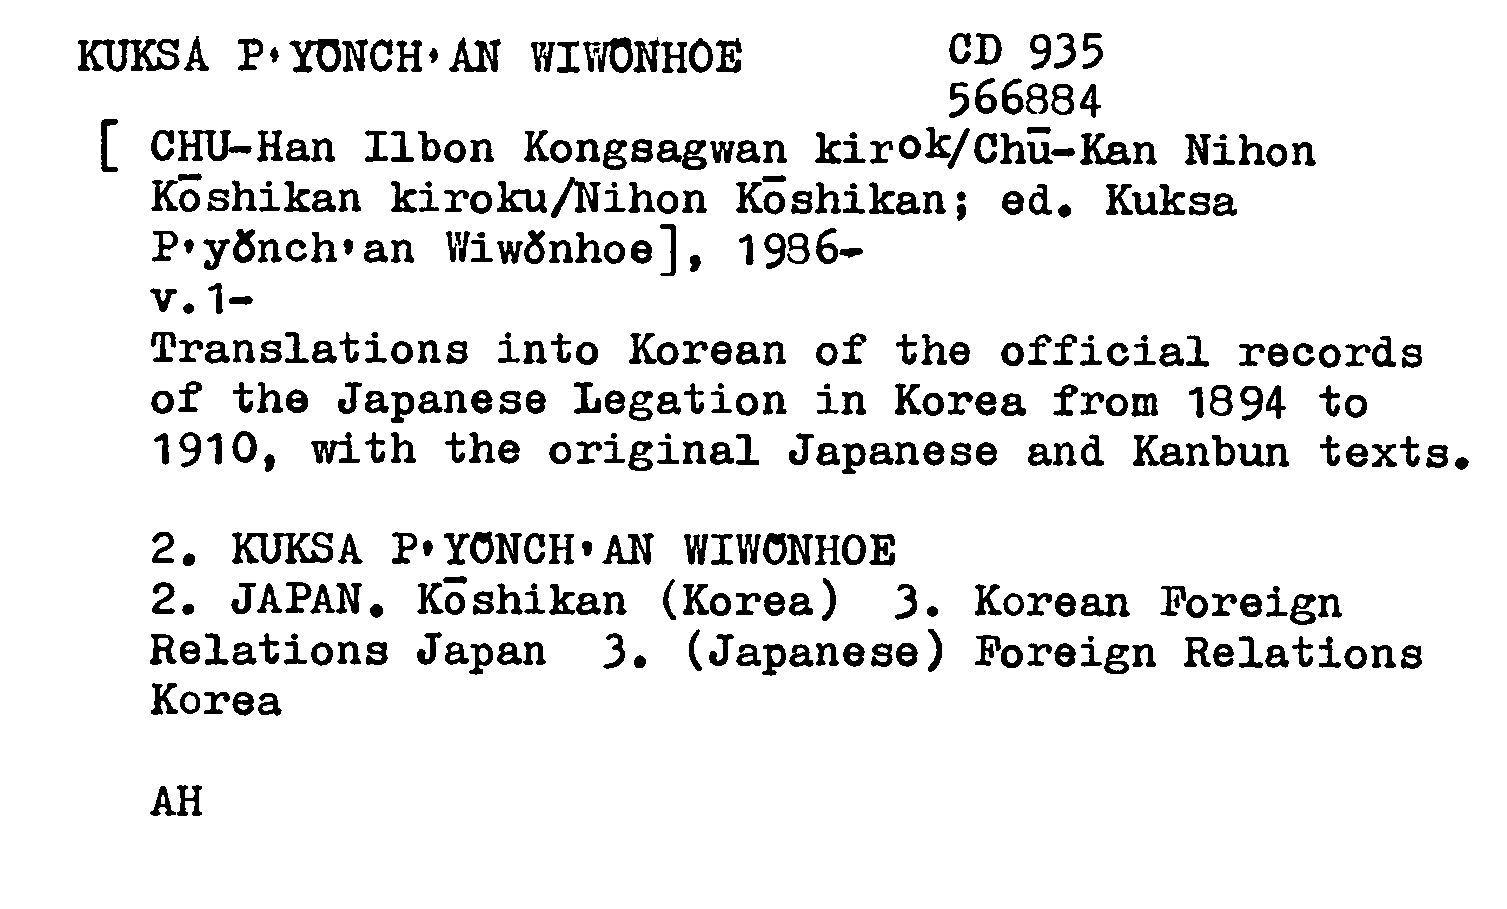 KUKSA P'YŎNCH'AN WIWŎNHOE CD 935
566884
[ CHU-Han Ilbon Kongsagwan kirok/Chū-Kan Nihon
Kōshikan kiroku/Nihon Kōshikan; ed. Kuksa
P'yŏnch'an Wiwŏnhoe], 1986-
v.1-
Translations into Korean of the official records
of the Japanese Legation in Korea from 1894 to
1910, with the original Japanese and Kanbun texts.
2. KUKSA P'YŎNCH'AN WIWŎNHOE
2. JAPAN. Kōshikan (Korea) 3. Korean Foreign
Relations Japan 3. (Japanese) Foreign Relations
Korea
AH